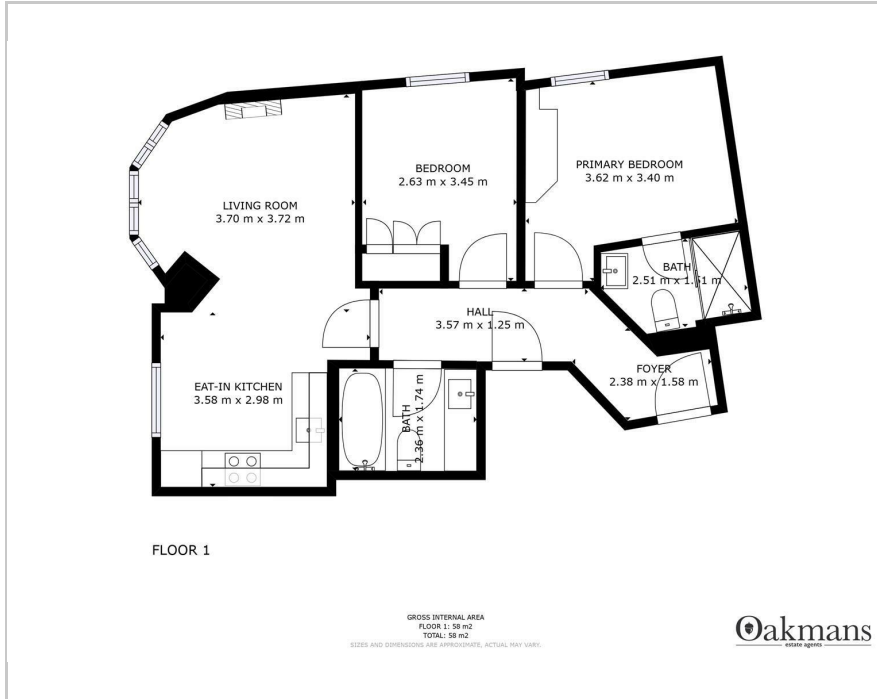 LIVING ROOM
3.70 m x 3.72 m
BEDROOM
2.63 m x 3.45 m
PRIMARY BEDROOM
3.62 m x 3.40 m
BATH
2.51 m x 1.51 m
HALL
3.57 m x 1.25 m
FOYER
2.38 m x 1.58 m
EAT-IN KITCHEN
3.58 m x 2.98 m
BATH
2.36 m x 1.74 m
FLOOR 1
GROSS INTERNAL AREA
FLOOR 1: 58 m2
TOTAL: 58 m2
SIZES AND DIMENSIONS ARE APPROXIMATE, ACTUAL MAY VARY.
Oakmans
estate agents